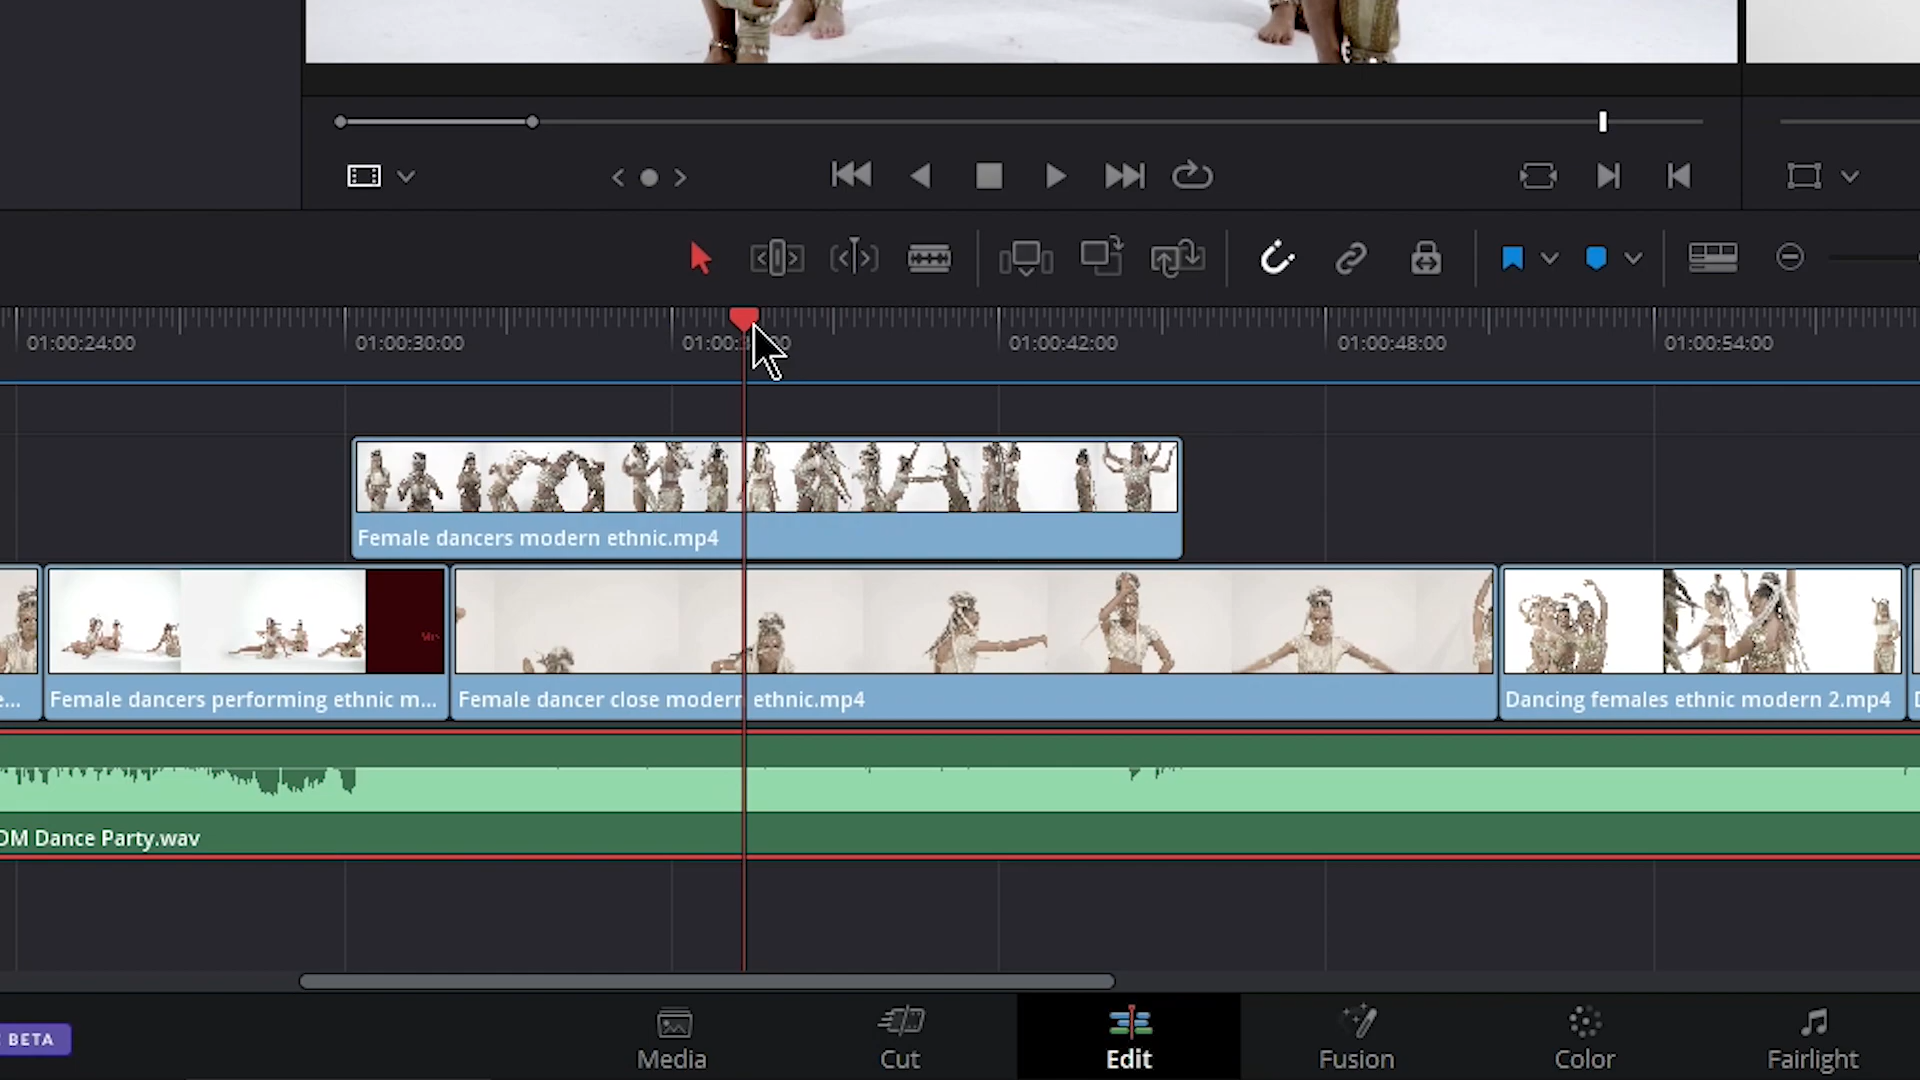 01:00:24:00
01:00:30:00
01:00:
01:00:42:00
01:00:48:00
01:00:54:00
Female dancers modern ethnic.mp4
e...
Female dancers performing ethnic m...
Female dancer close modern ethnic.mp4
Dancing females ethnic modern 2.mp4
DM Dance Party.wav
BETA
Media
Cut
Edit
Fusion
Color
Fairlight